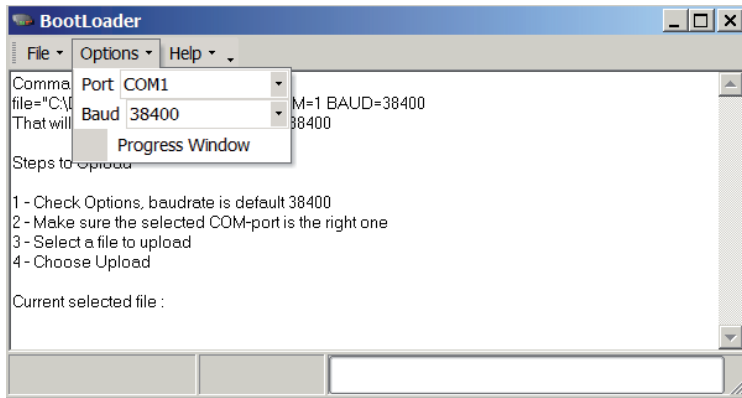 BootLoader
File Options Help
Port COM1
Baud 38400
Progress Window
Comma
file="C:\ M=1 BAUD=38400
That will 38400
Steps to Upload
1 - Check Options, baudrate is default 38400
2 - Make sure the selected COM-port is the right one
3 - Select a file to upload
4 - Choose Upload
Current selected file :